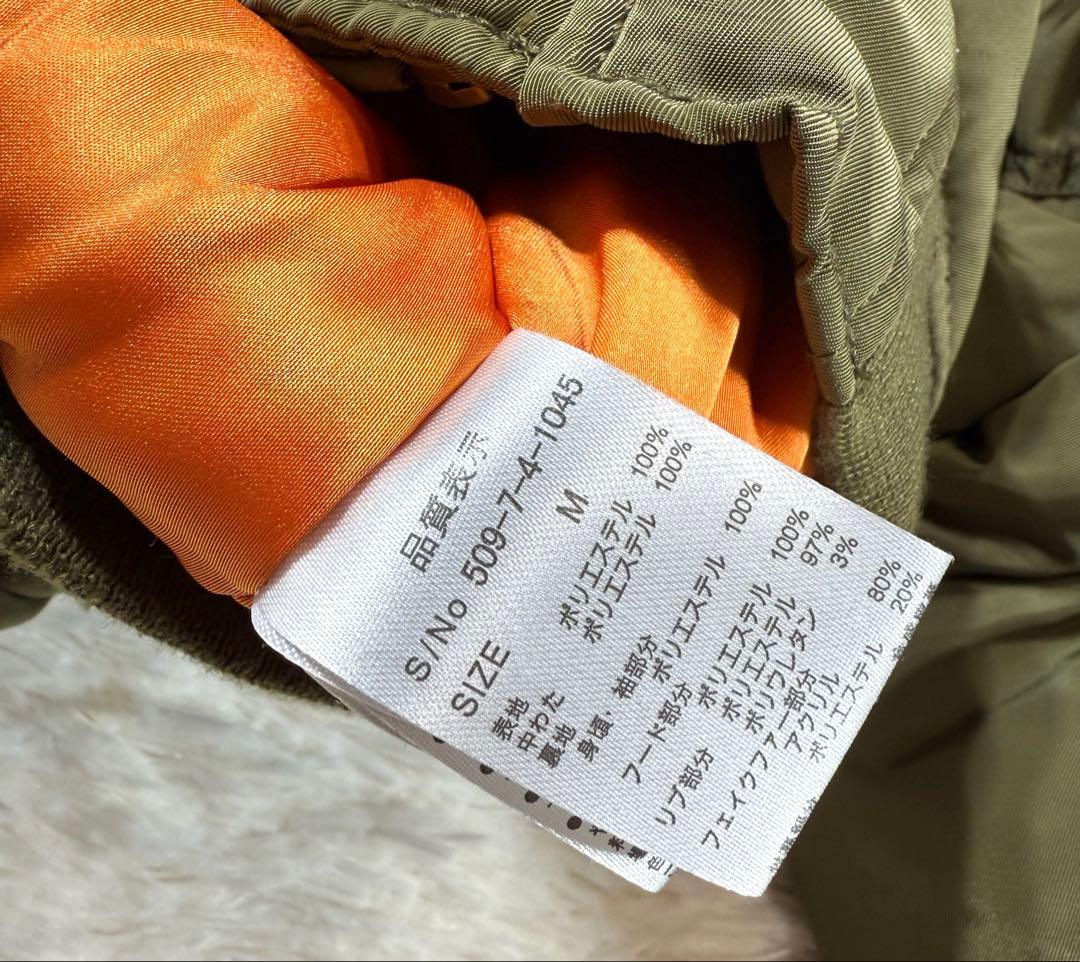 品質表示
S/No 509-7-4-1045
SIZE M
表地 ポリエステル 100%
中わた ポリエステル 100%
裏地
身頃・袖部分
ポリエステル 100%
フード部分
ポリエステル 100%
リブ部分 ポリエステル 97%
ポリウレタン 3%
フェイクファー部分
アクリル 80%
ポリエステル 20%